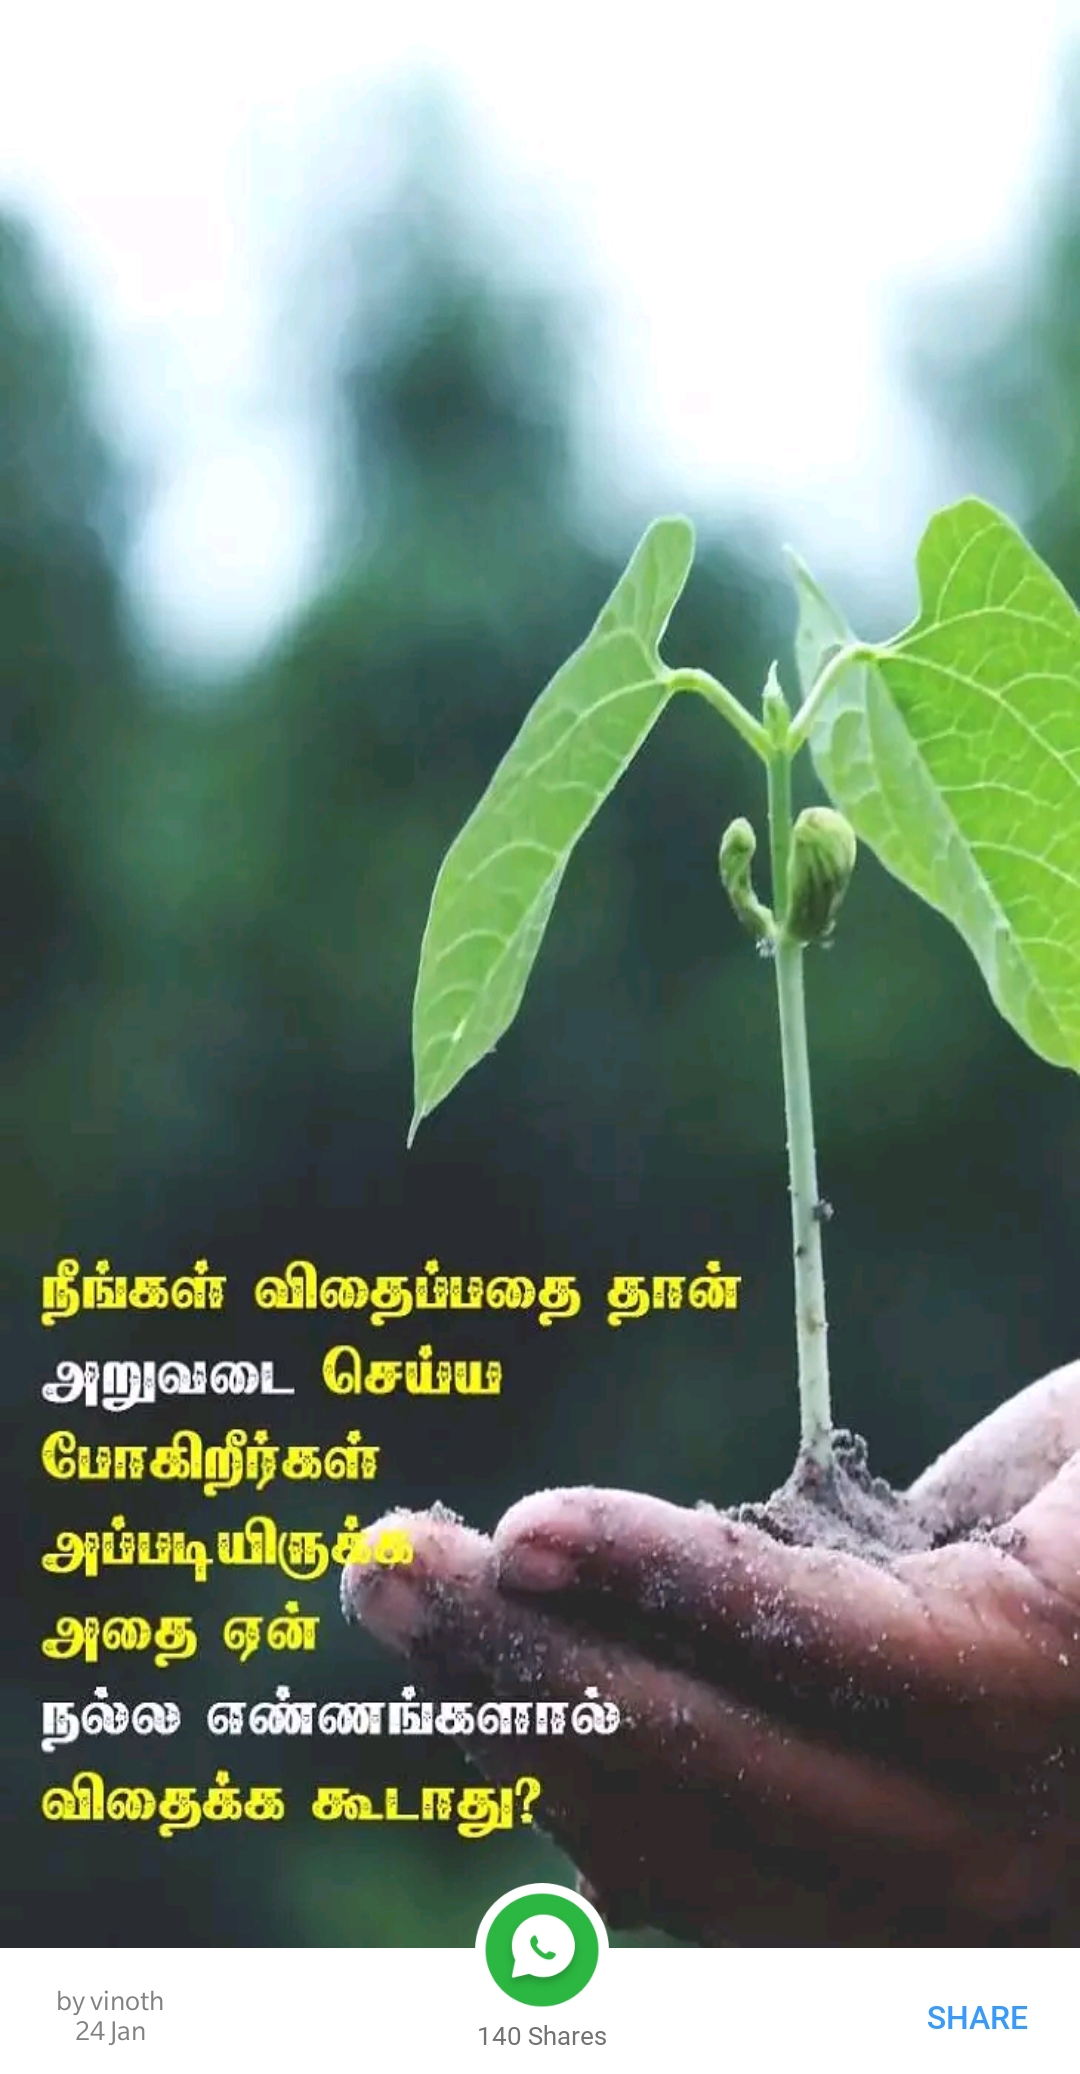 நீங்கள் விதைப்பதை தான்
அறுவடை செய்ய
போகிறீர்கள்
அப்படியிருக்க
அதை ஏன்
நல்ல எண்ணங்களால்
விதைக்க கூடாது?
by vinoth
24 Jan
140 Shares
SHARE